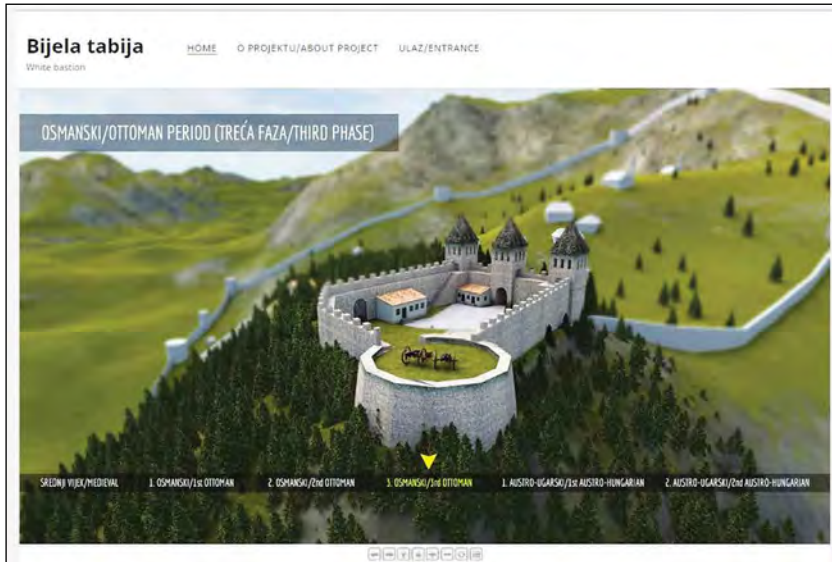 Bijela tabija
White bastion
HOME O PROJEKTU/ABOUT PROJECT ULAZ/ENTRANCE
OSMANSKI/OTTOMAN PERIOD (TREĆA FAZA/THIRD PHASE)
SREDNJI VIJEK/MEDIEVAL 1. OSMANSKI/1st OTTOMAN 2. OSMANSKI/2nd OTTOMAN 3. OSMANSKI/3rd OTTOMAN 1. AUSTRO-UGARSKI/1st AUSTRO-HUNGARIAN 2. AUSTRO-UGARSKI/2nd AUSTRO-HUNGARIAN